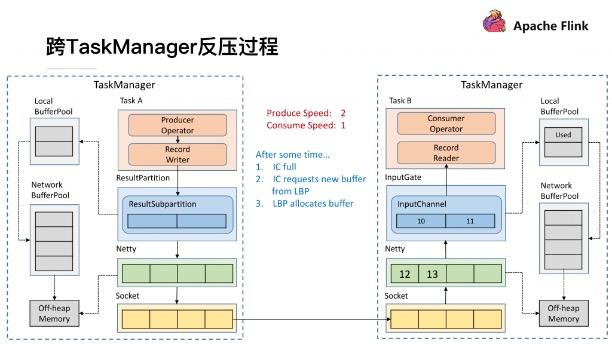 Apache Flink
跨TaskManager反压过程
TaskManager
Local
BufferPool
Task A
Producer
Operator
Record
Writer
ResultPartition
ResultSubpartition
Network
BufferPool
Netty
Off-heap
Memory
Socket
Produce Speed: 2
Consume Speed: 1
After some time...
1. IC full
2. IC requests new buffer
from LBP
3. LBP allocates buffer
TaskManager
Task B
Consumer
Operator
Record
Reader
InputGate
InputChannel
10 11
Netty
12 13
Socket
Local
BufferPool
Used
Network
BufferPool
Off-heap
Memory